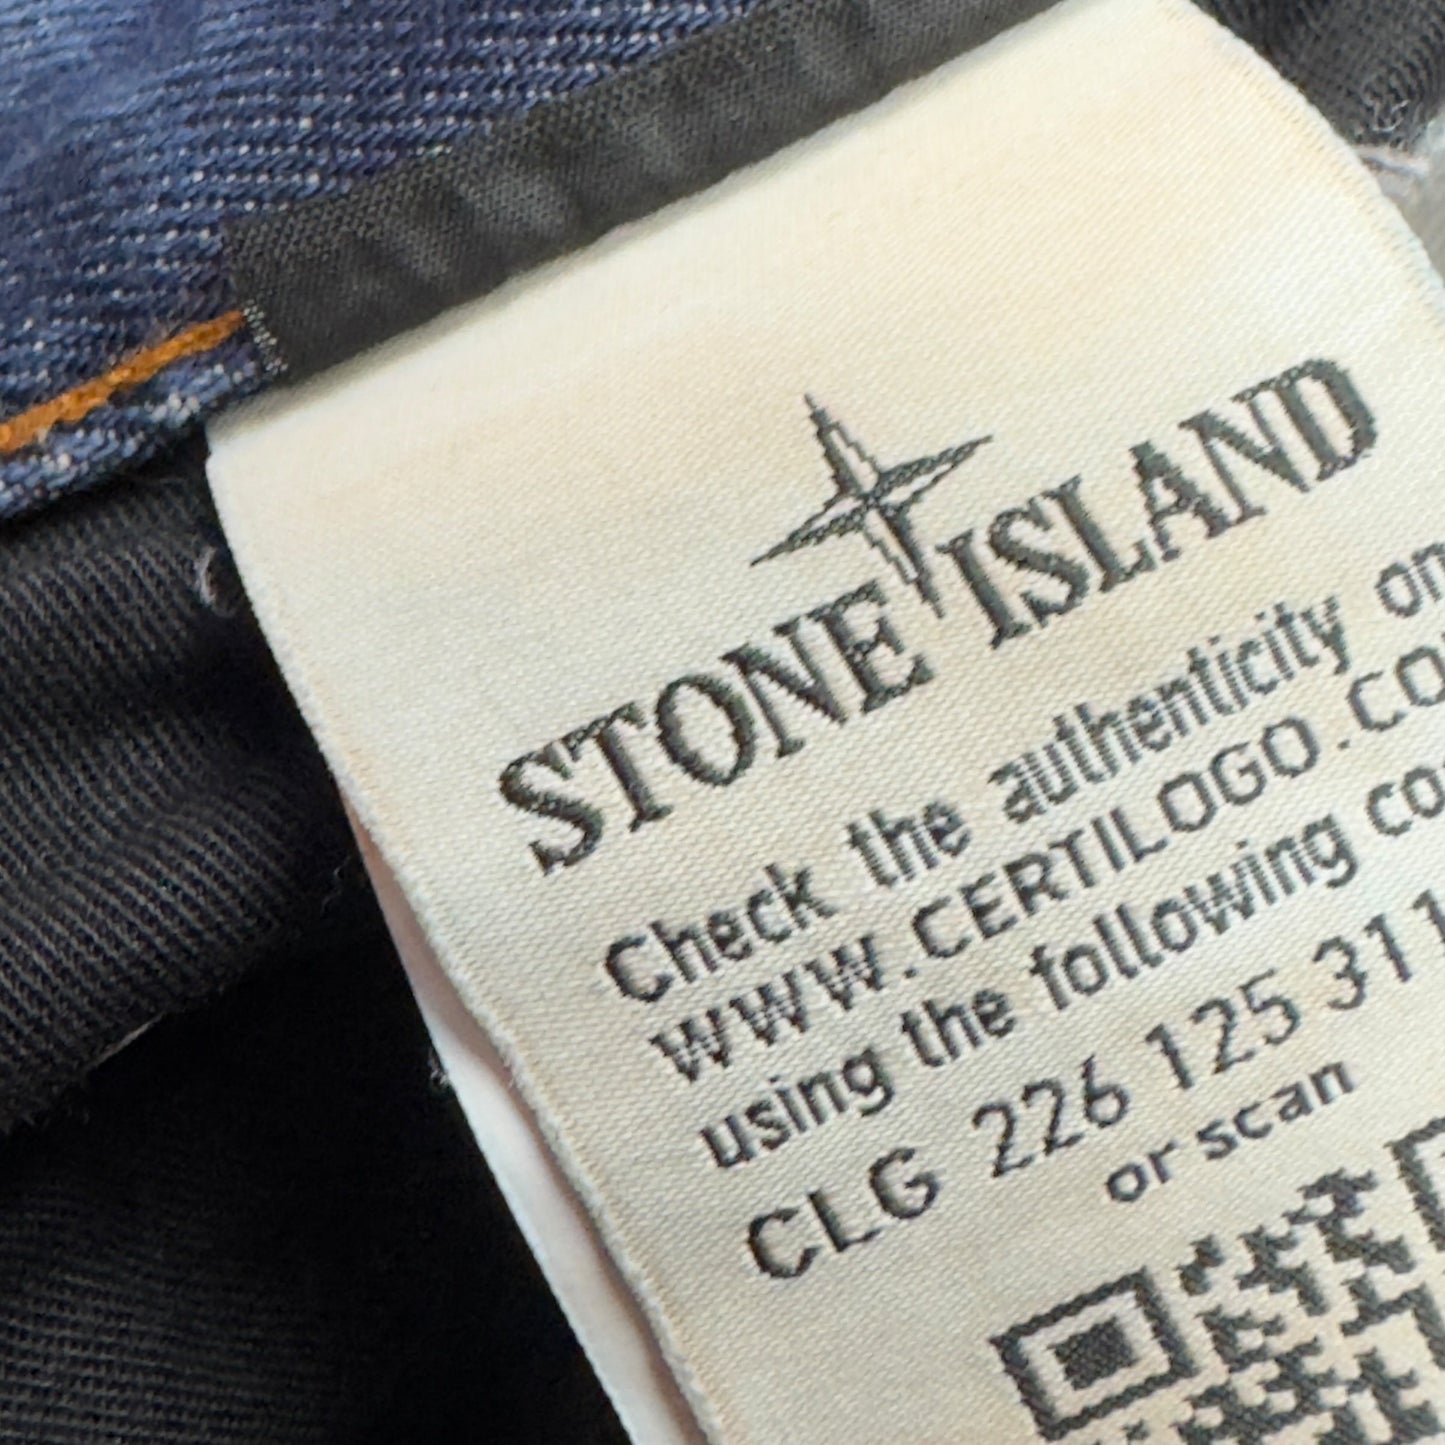 STONE ISLAND
Check the authenticity on
WWW.CERTILOGO.CO
using the following co
CLG 226 125 311
or scan